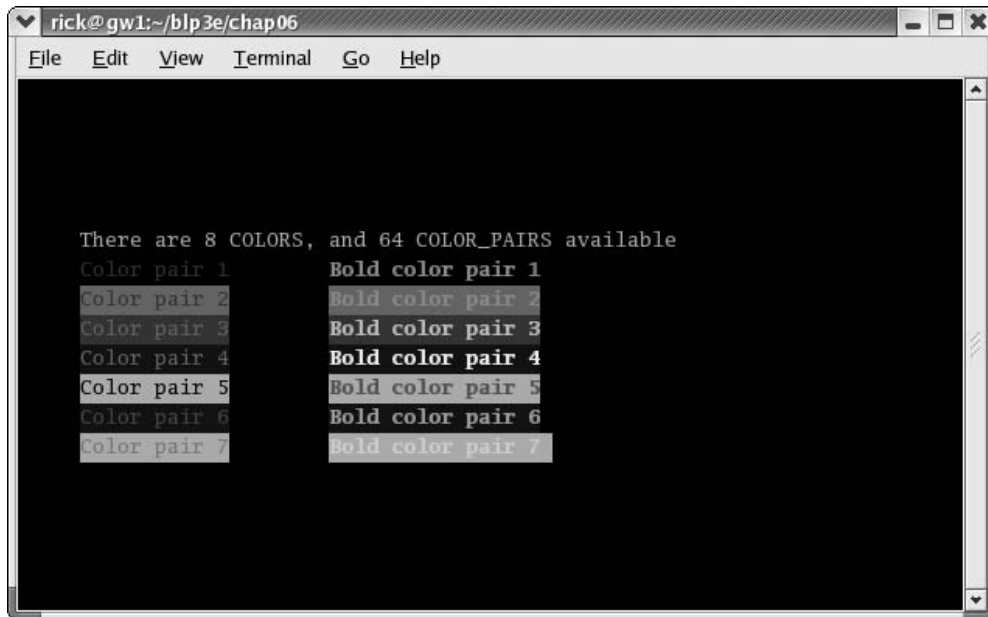 rick@gw1:~/blp3e/chap06
File Edit View Terminal Go Help
There are 8 COLORS, and 64 COLOR_PAIRS available
Color pair 1 Bold color pair 1
Color pair 2 Bold color pair 2
Color pair 3 Bold color pair 3
Color pair 4 Bold color pair 4
Color pair 5 Bold color pair 5
Color pair 6 Bold color pair 6
Color pair 7 Bold color pair 7